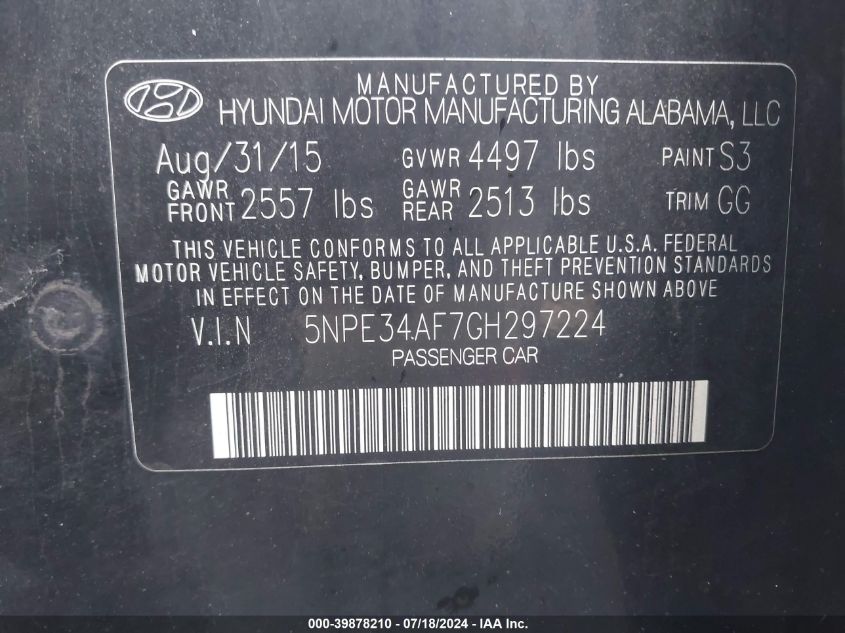 MANUFACTURED BY
HYUNDAI MOTOR MANUFACTURING ALABAMA, LLC
Aug/31/15 GVWR 4497 lbs PAINT S3
GAWR FRONT 2557 lbs GAWR REAR 2513 lbs TRIM GG
THIS VEHICLE CONFORMS TO ALL APPLICABLE U.S.A. FEDERAL
MOTOR VEHICLE SAFETY, BUMPER, AND THEFT PREVENTION STANDARDS
IN EFFECT ON THE DATE OF MANUFACTURE SHOWN ABOVE
V.I.N 5NPE34AF7GH297224
PASSENGER CAR
000-39878210 - 07/18/2024 - IAA Inc.